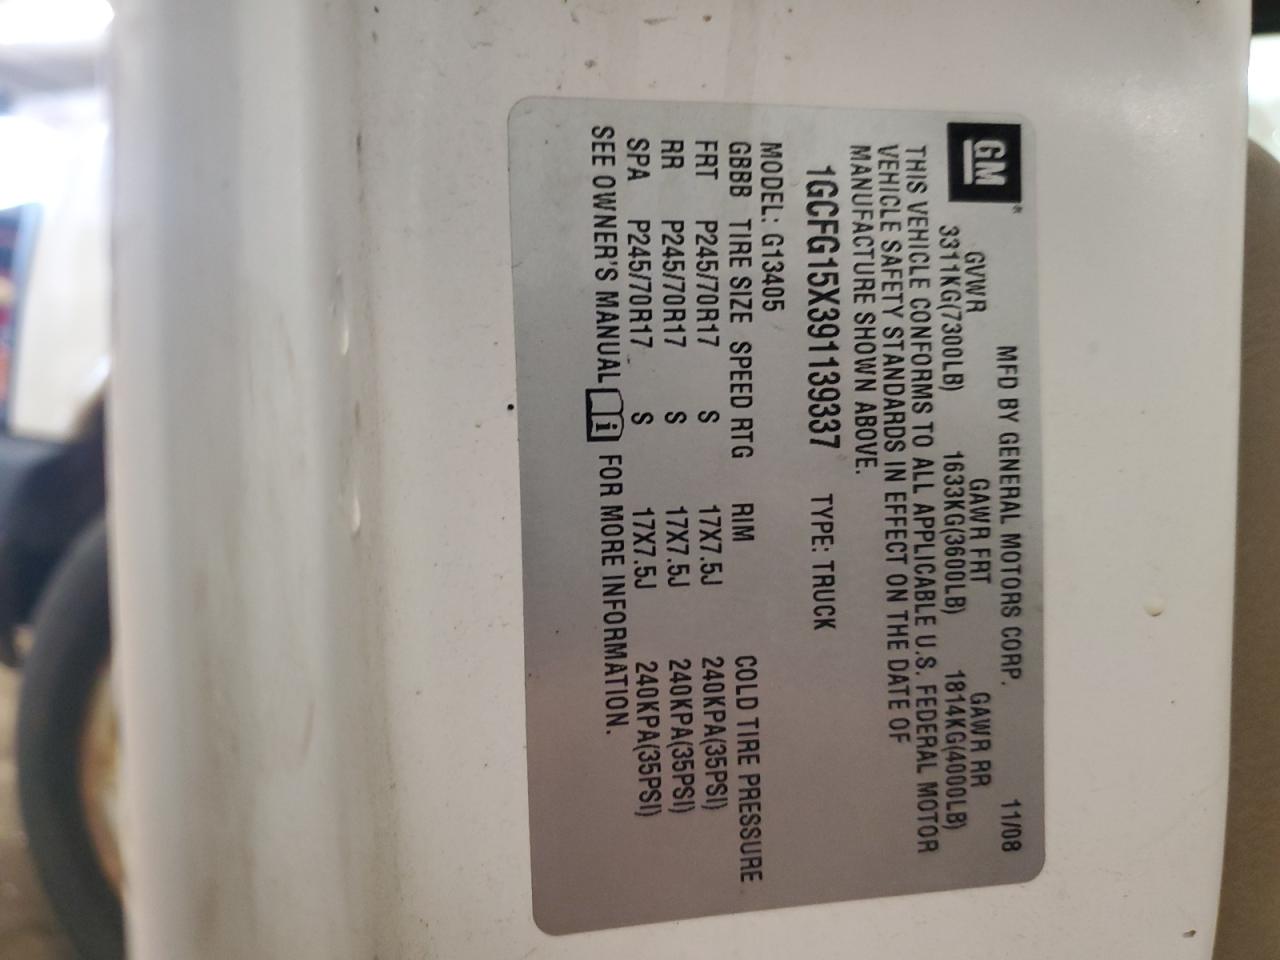 GM®
MFD BY GENERAL MOTORS CORP. 11/08
GVWR GAWR FRT GAWR RR
3311KG(7300LB) 1633KG(3600LB) 1814KG(4000LB)
THIS VEHICLE CONFORMS TO ALL APPLICABLE U.S. FEDERAL MOTOR
VEHICLE SAFETY STANDARDS IN EFFECT ON THE DATE OF
MANUFACTURE SHOWN ABOVE.
1GCFG15X391139337 TYPE: TRUCK
MODEL: G13405
GBBB TIRE SIZE SPEED RTG RIM COLD TIRE PRESSURE
FRT P245/70R17 S 17X7.5J 240KPA(35PSI)
RR P245/70R17 S 17X7.5J 240KPA(35PSI)
SPA P245/70R17 S 17X7.5J 240KPA(35PSI)
SEE OWNER'S MANUAL i FOR MORE INFORMATION.